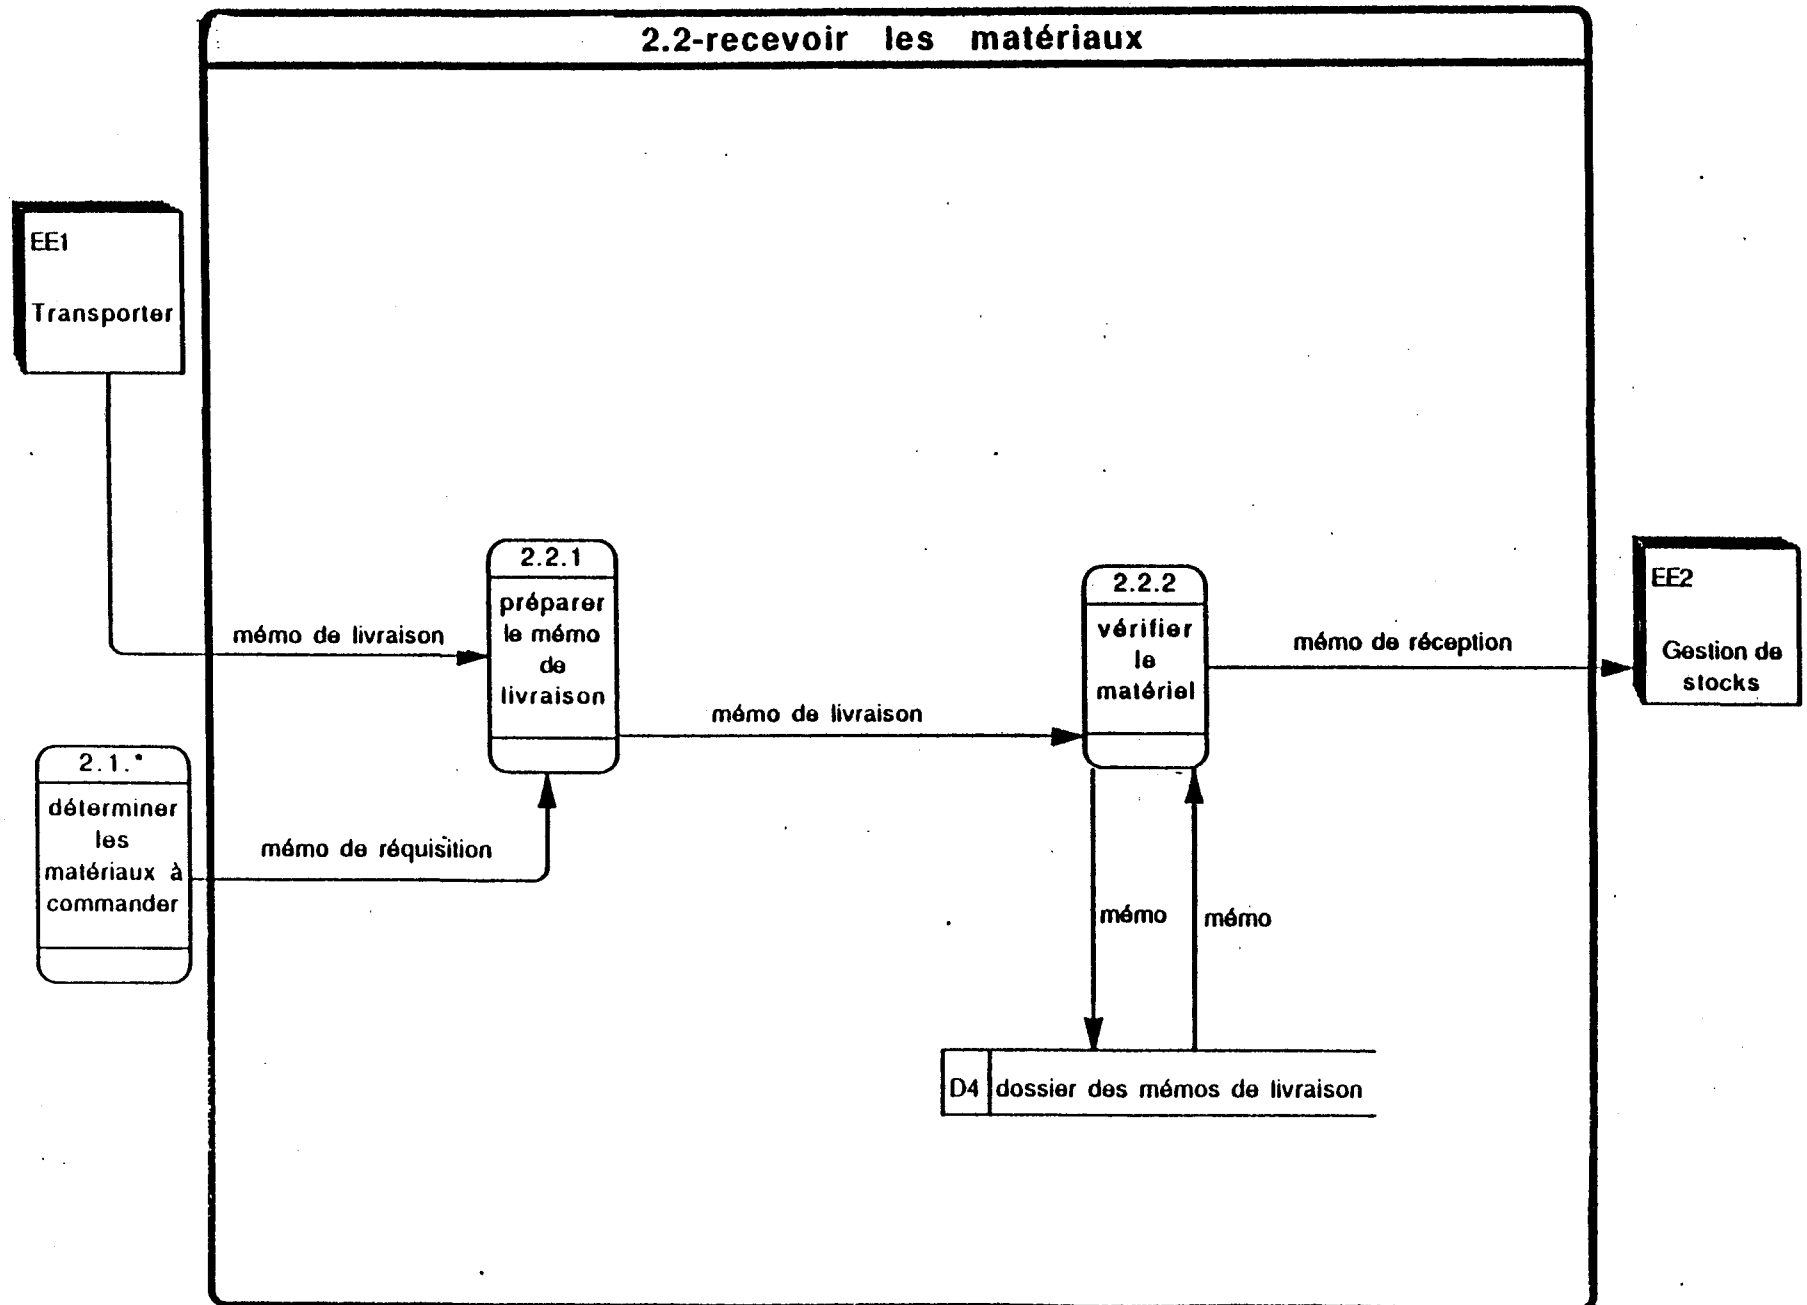 2.2-recevoir les matériaux
EE1
Transporter
2.2.1
préparer
le mémo
de
livraison
2.2.2
vérifier
le
matériel
EE2
Gestion de
stocks
mémo de livraison
mémo de réception
mémo de livraison
2.1.*
déterminer
les
matériaux à
commander
mémo de réquisition
mémo
mémo
D4 dossier des mémos de livraison